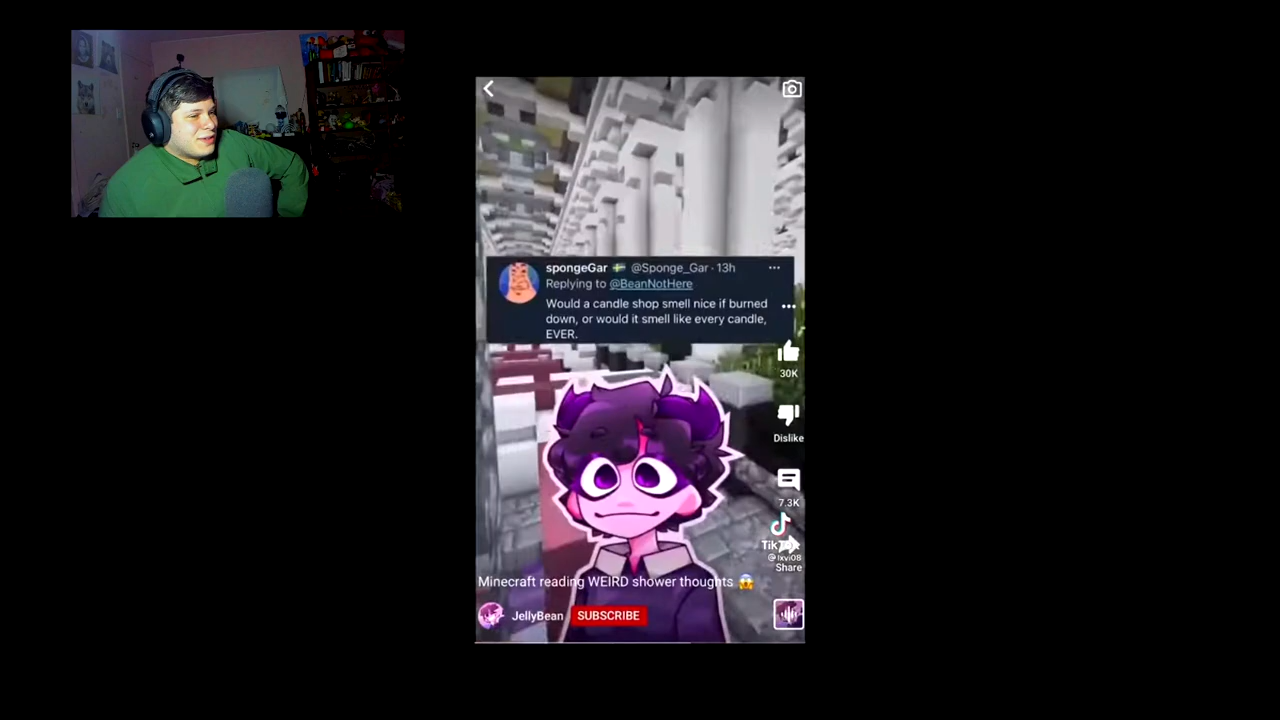 spongeGar 🇸🇪 @Sponge_Gar · 13h
Replying to @BeanNotHere
Would a candle shop smell nice if burned
down, or would it smell like every candle,
EVER.
30K
Dislike
7.3K
TikTok
@lxvi08
Share
Minecraft reading WEIRD shower thoughts 😱
JellyBean SUBSCRIBE